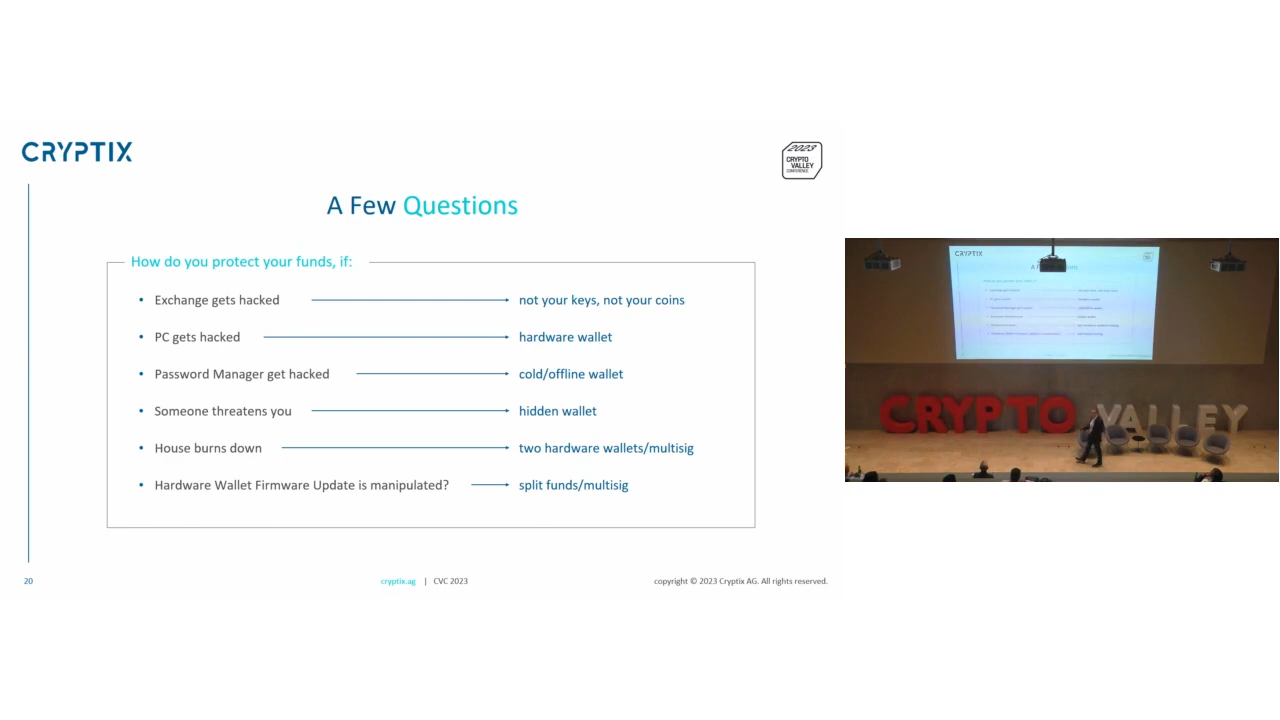 CRYPTIX
2023
CRYPTO
VALLEY
CONFERENCE
A Few Questions
How do you protect your funds, if:
• Exchange gets hacked → not your keys, not your coins
• PC gets hacked → hardware wallet
• Password Manager get hacked → cold/offline wallet
• Someone threatens you → hidden wallet
• House burns down → two hardware wallets/multisig
• Hardware Wallet Firmware Update is manipulated? → split funds/multisig
20
cryptix.ag | CVC 2023
copyright © 2023 Cryptix AG. All rights reserved.
CRYPTIX
CRYPTO VALLEY